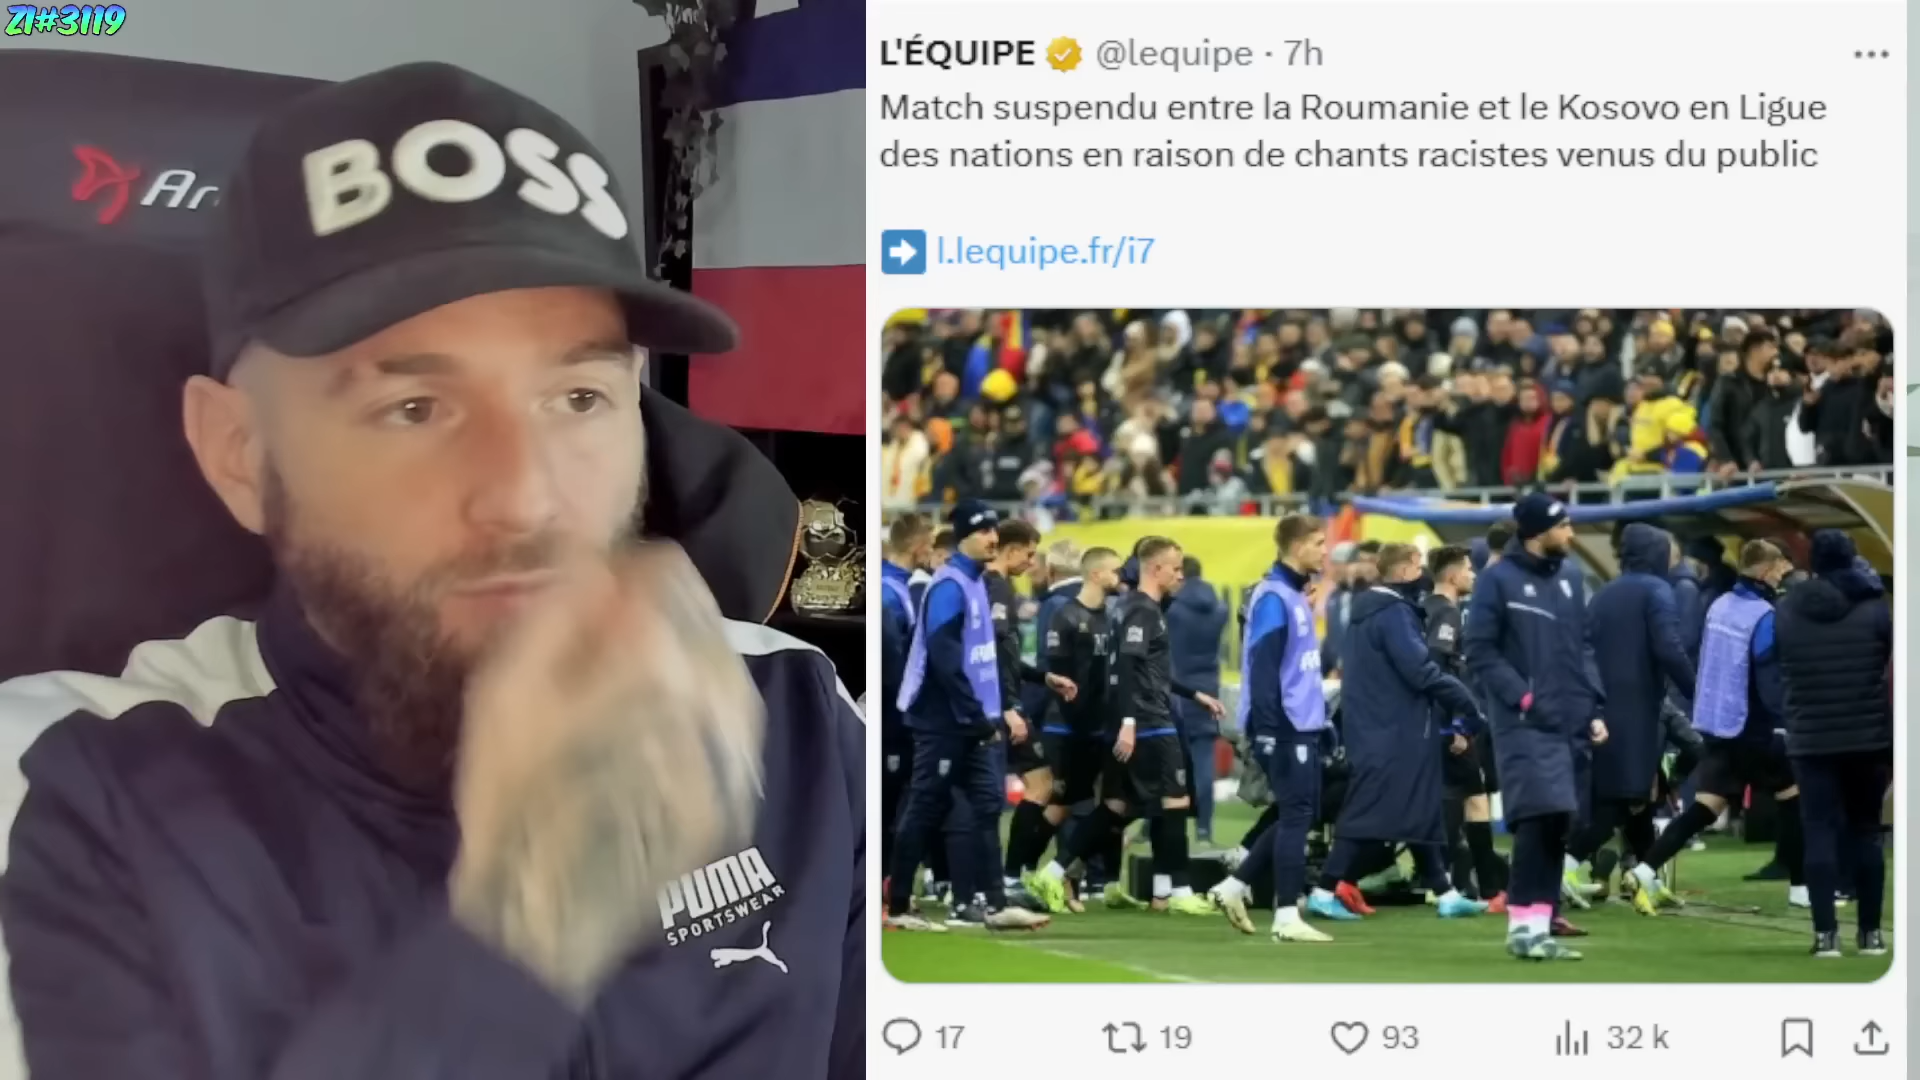 ZI#3119
Ar
BOSS
PUMA
SPORTSWEAR
L'ÉQUIPE @lequipe · 7h
Match suspendu entre la Roumanie et le Kosovo en Ligue
des nations en raison de chants racistes venus du public
l.lequipe.fr/i7
17 19 93 32 k